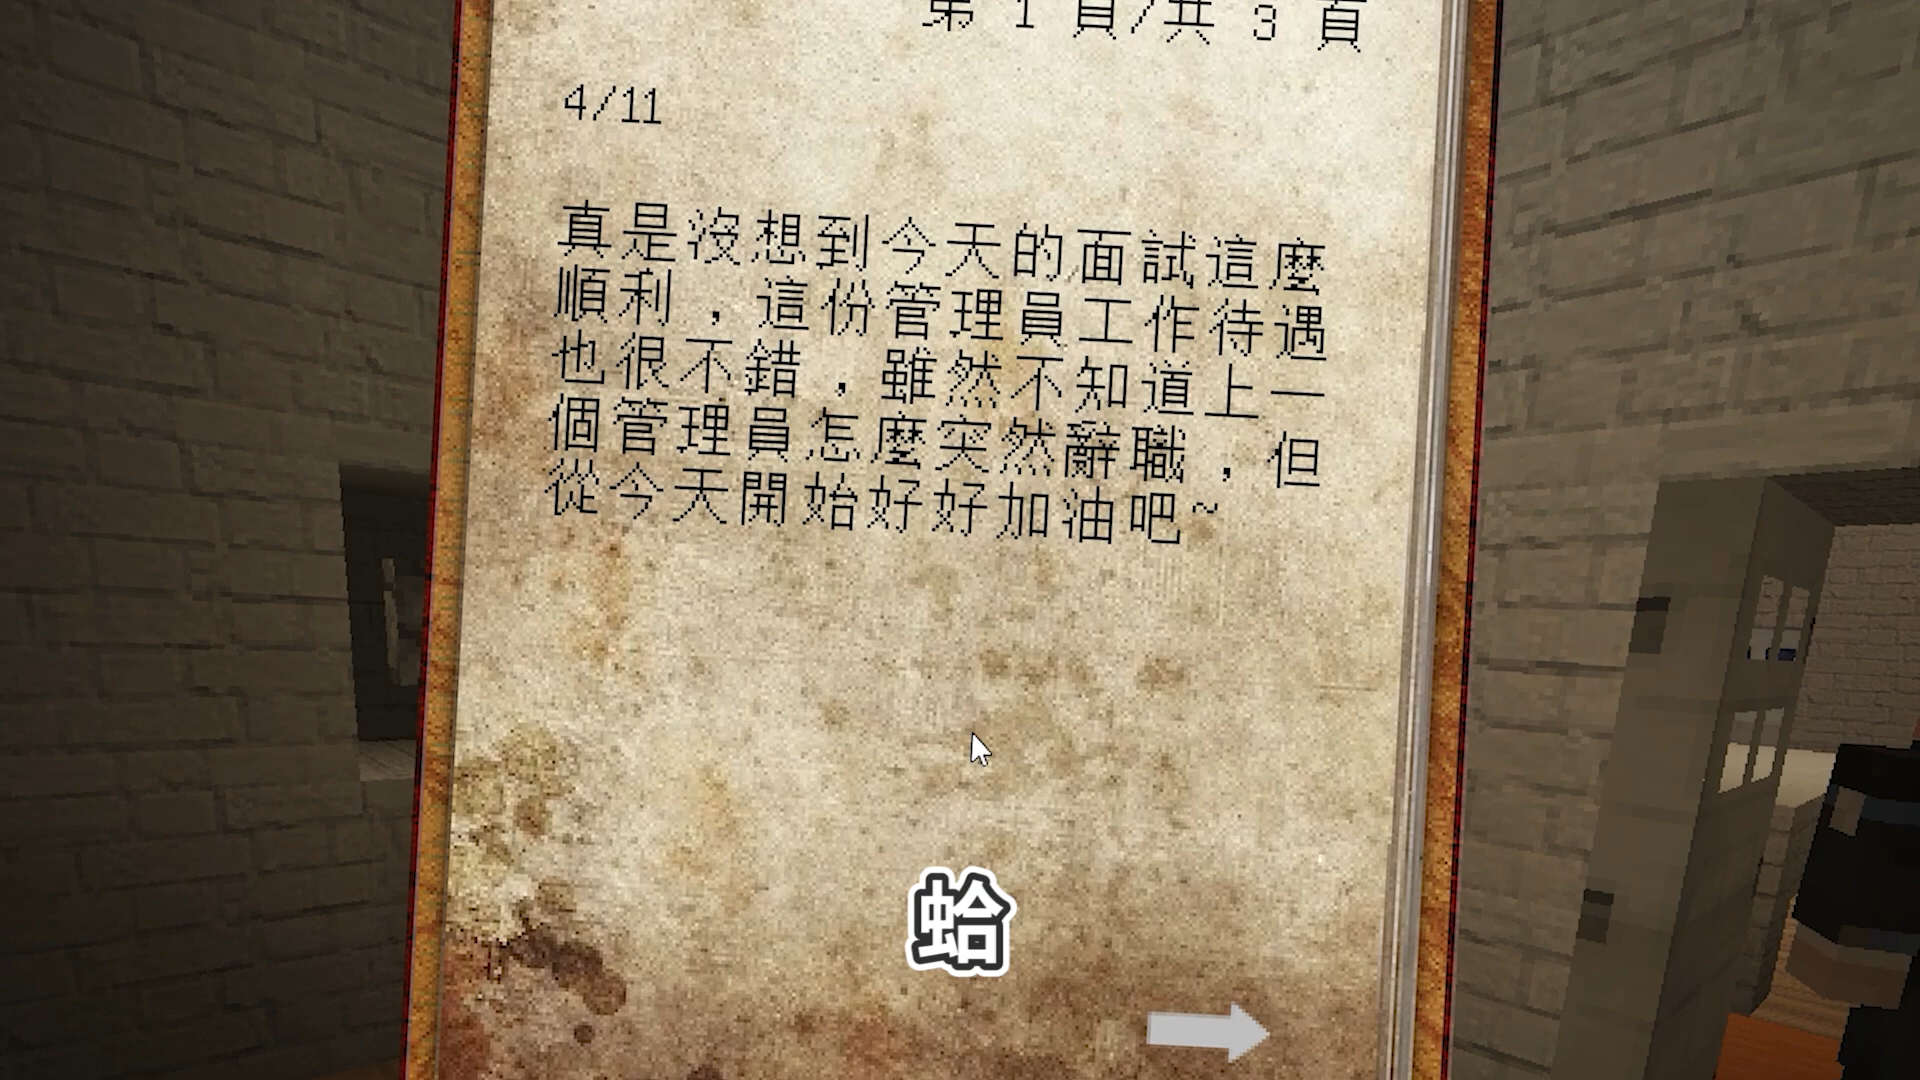 第 1 頁/共 3 頁
4/11
真是沒想到今天的面試這麼
順利，這份管理員工作待遇
也很不錯，雖然不知道上一
個管理員怎麼突然辭職，但
從今天開始好好加油吧~
蛤